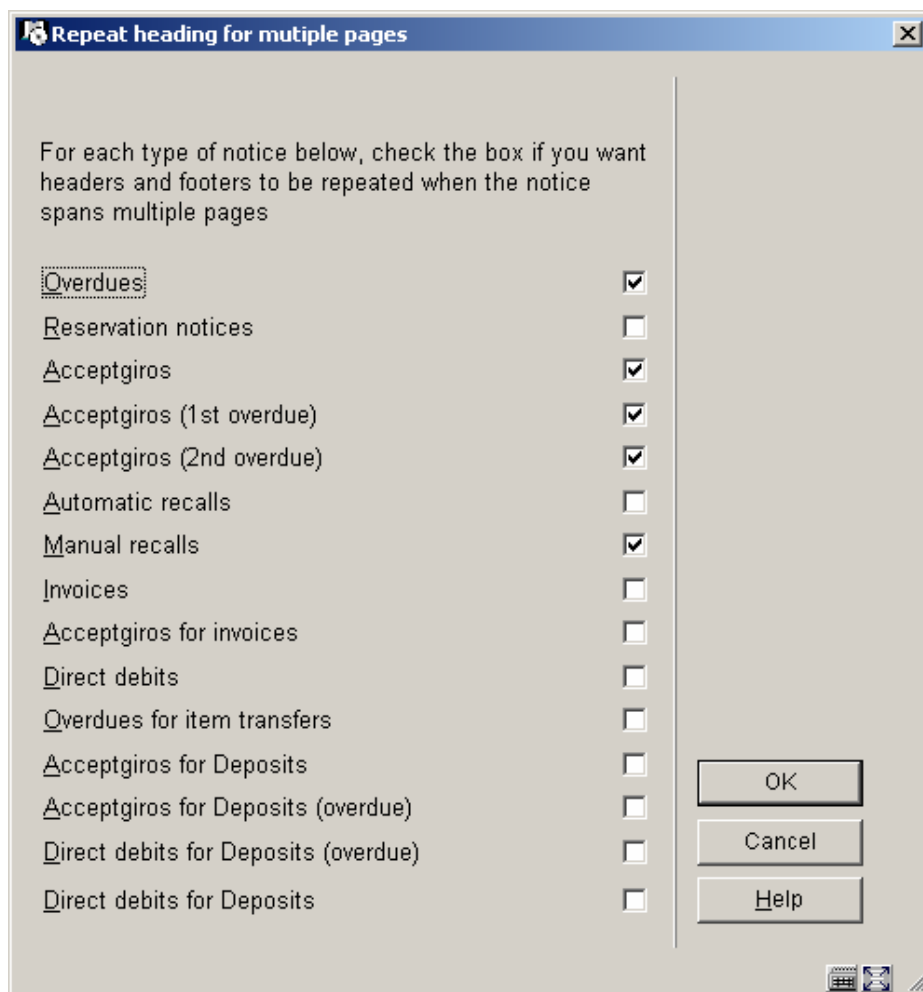 Repeat heading for mutiple pages
For each type of notice below, check the box if you want
headers and footers to be repeated when the notice
spans multiple pages
Overdues
Reservation notices
Acceptgiros
Acceptgiros (1st overdue)
Acceptgiros (2nd overdue)
Automatic recalls
Manual recalls
Invoices
Acceptgiros for invoices
Direct debits
Overdues for item transfers
Acceptgiros for Deposits
Acceptgiros for Deposits (overdue)
Direct debits for Deposits (overdue)
Direct debits for Deposits
OK
Cancel
Help